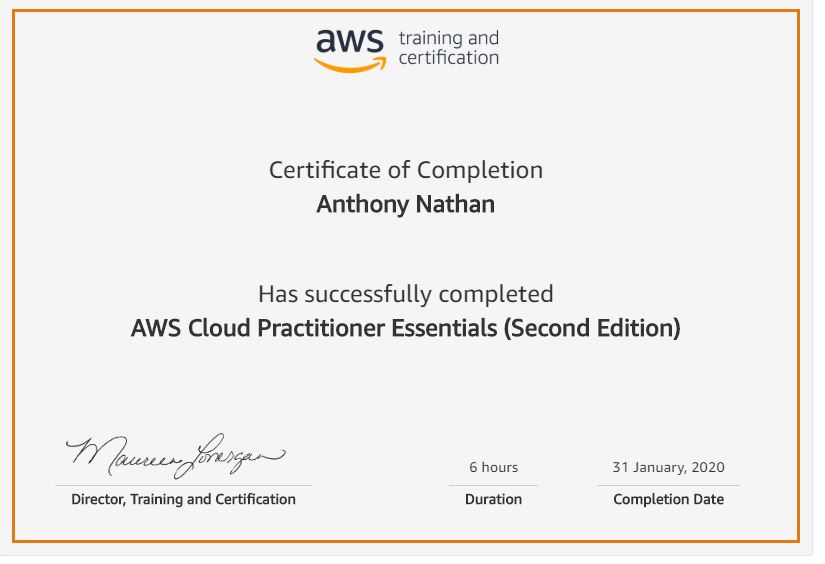 aws training and
certification
Certificate of Completion
Anthony Nathan
Has successfully completed
AWS Cloud Practitioner Essentials (Second Edition)
Maureen Lonergan
6 hours
31 January, 2020
Director, Training and Certification
Duration
Completion Date